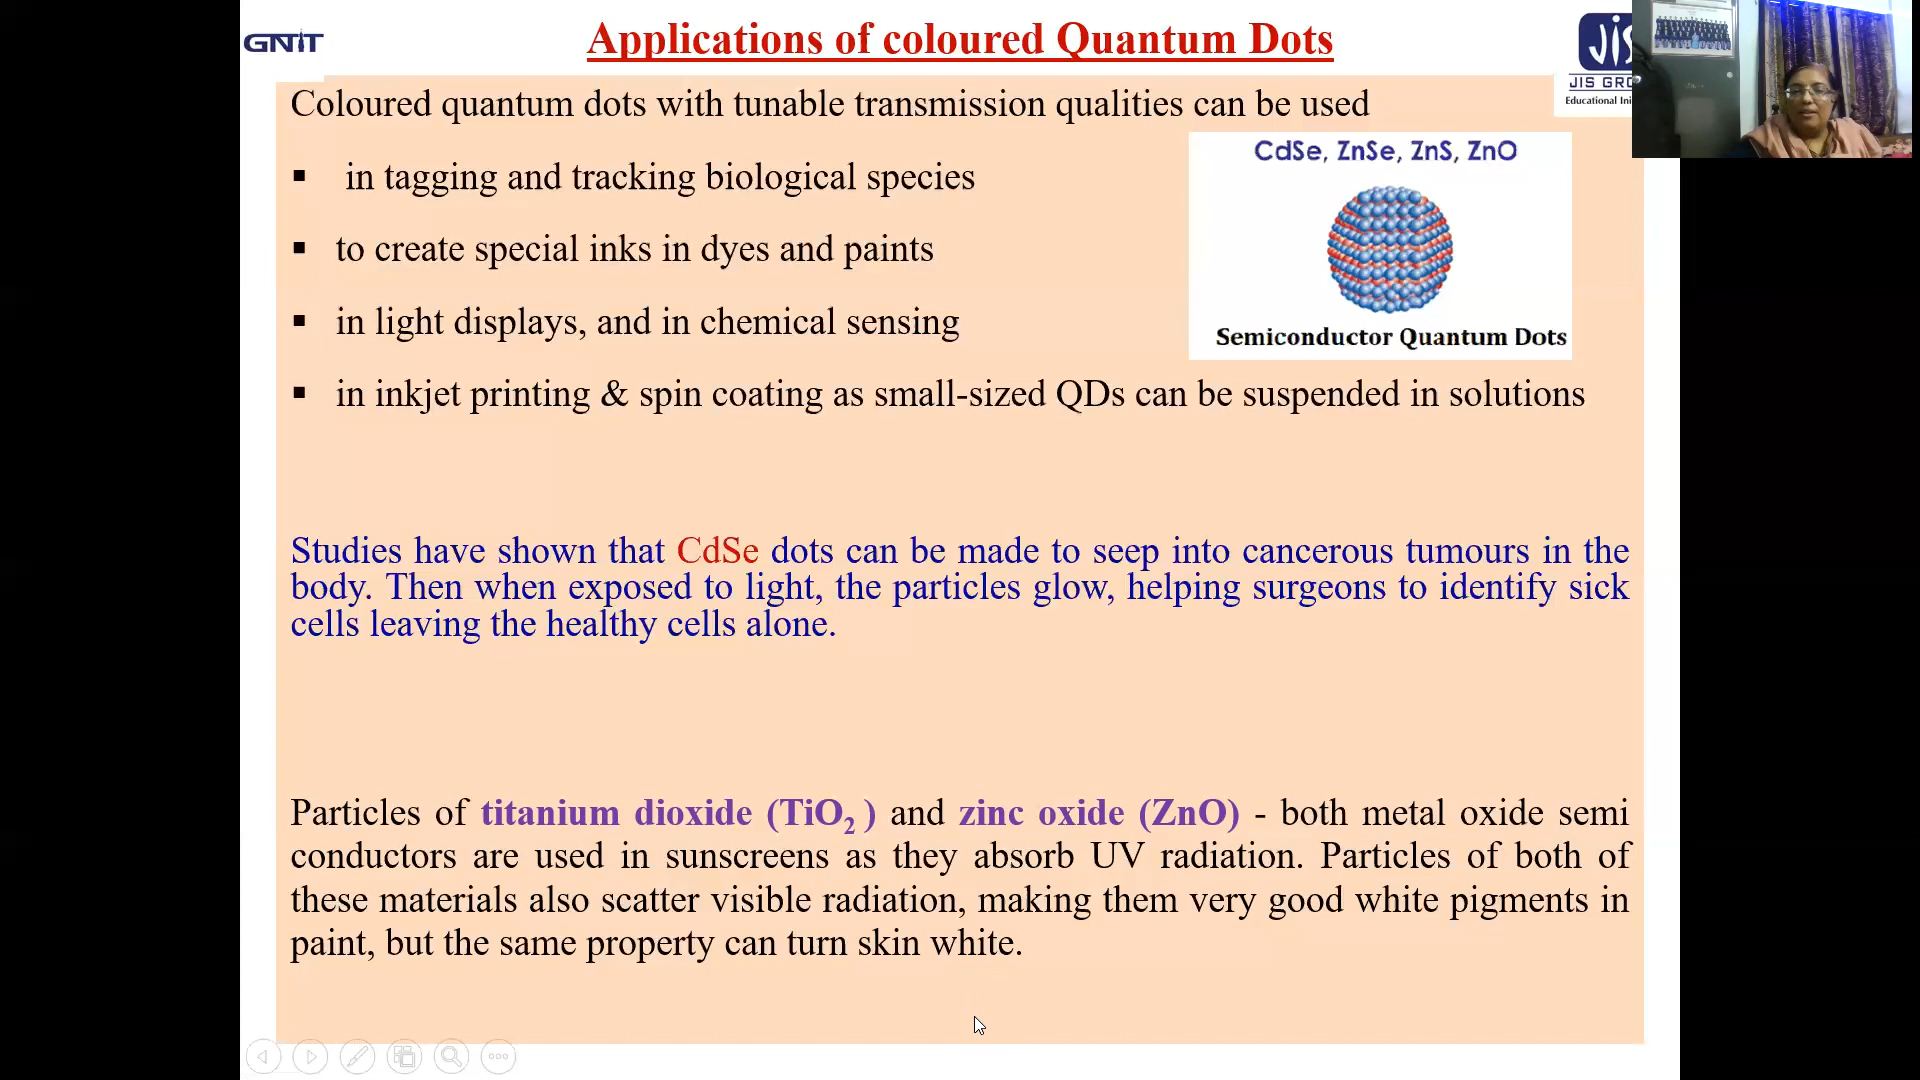 GNIT
Applications of coloured Quantum Dots
JIS GRO
Educational Ini
Coloured quantum dots with tunable transmission qualities can be used
▪ in tagging and tracking biological species
▪ to create special inks in dyes and paints
▪ in light displays, and in chemical sensing
▪ in inkjet printing & spin coating as small-sized QDs can be suspended in solutions
CdSe, ZnSe, ZnS, ZnO
Semiconductor Quantum Dots
Studies have shown that CdSe dots can be made to seep into cancerous tumours in the
body. Then when exposed to light, the particles glow, helping surgeons to identify sick
cells leaving the healthy cells alone.
Particles of titanium dioxide (TiO₂ ) and zinc oxide (ZnO) - both metal oxide semi
conductors are used in sunscreens as they absorb UV radiation. Particles of both of
these materials also scatter visible radiation, making them very good white pigments in
paint, but the same property can turn skin white.